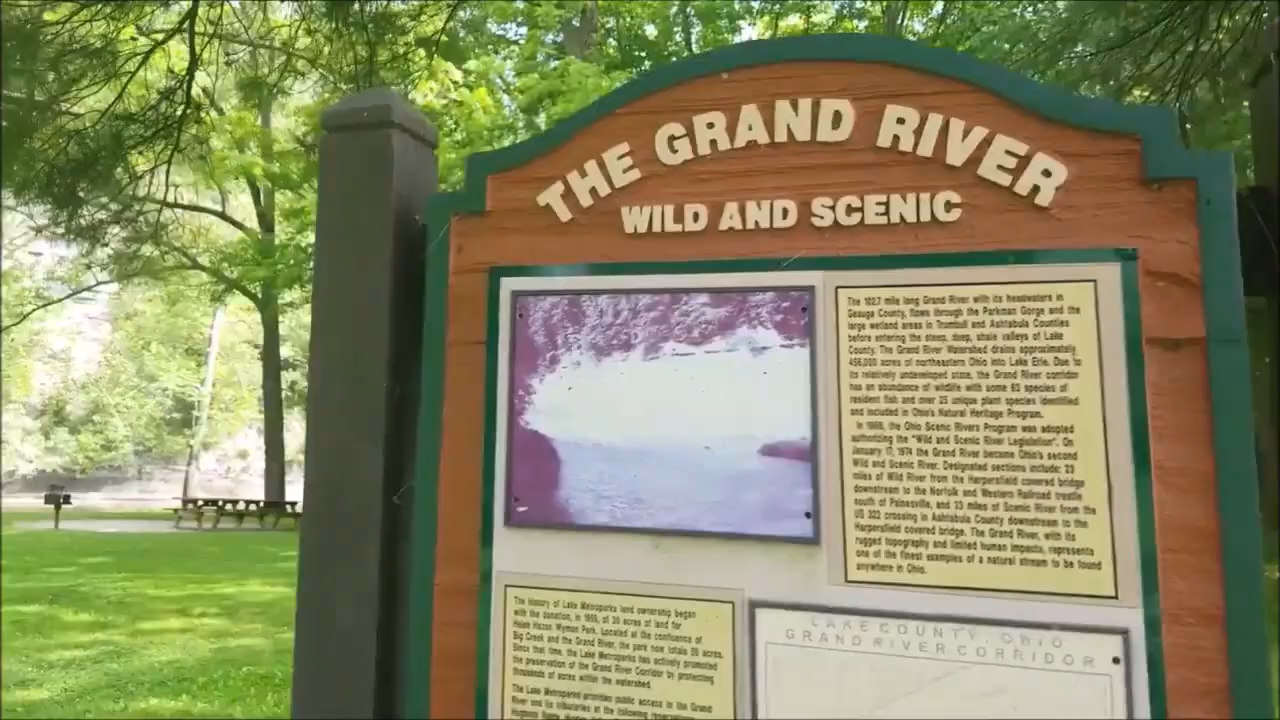 THE GRAND RIVER
WILD AND SCENIC
The 102.7 mile long Grand River with its headwaters in
Geauga County, flows through the Parkman Gorge and the
large wetland areas in Trumbull and Ashtabula Counties
before entering the steep, deep, shale valleys of Lake
County. The Grand River Watershed drains approximately
456,000 acres of northeastern Ohio into Lake Erie. Due to
its relatively undeveloped state, the Grand River corridor
has an abundance of wildlife with some 63 species of
resident fish and over 25 unique plant species identified
and included in Ohio's Natural Heritage Program.
In 1968, the Ohio Scenic Rivers Program was adopted
authorizing the "Wild and Scenic River Legislation". On
January 17, 1974 the Grand River became Ohio's second
Wild and Scenic River. Designated sections include: 23
miles of Wild River from the Harpersfield covered bridge
downstream to the Norfolk and Western Railroad trestle
south of Painesville, and 33 miles of Scenic River from the
US 322 crossing in Ashtabula County downstream to the
Harpersfield covered bridge. The Grand River, with its
rugged topography and limited human impacts, represents
one of the finest examples of a natural stream to be found
anywhere in Ohio.
The history of Lake Metroparks land ownership began
with the donation, in 1959, of 30 acres of land for
Helen Hazen Wyman Park. Located at the confluence of
Big Creek and the Grand River, the park now totals acres.
Since that time, the Lake Metroparks has actively promoted
the preservation of the Grand River Corridor by protecting
thousands of acres within the watershed.
The Lake Metroparks provides public access to the Grand
River and its tributaries at the following
LAKE COUNTY, OHIO
GRAND RIVER CORRIDOR